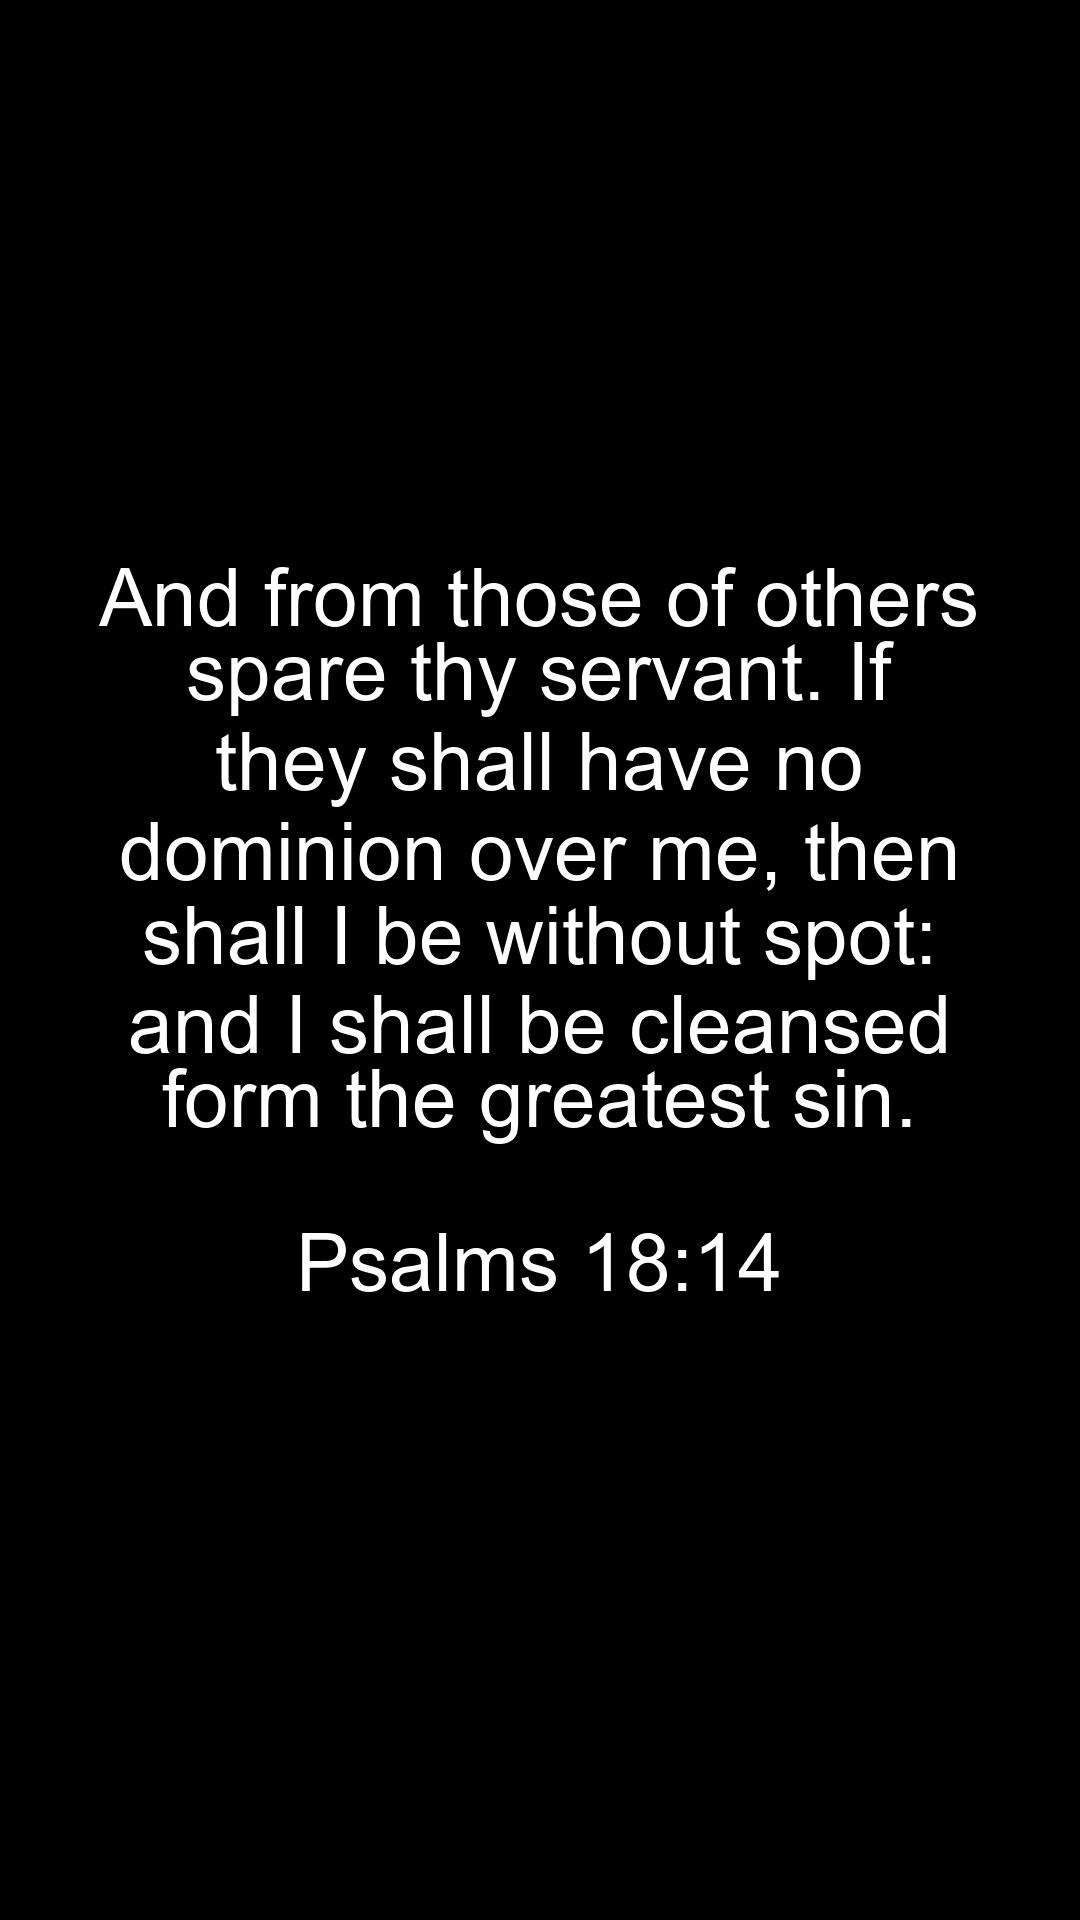 And from those of others
spare thy servant. If
they shall have no
dominion over me, then
shall I be without spot:
and I shall be cleansed
form the greatest sin.
Psalms 18:14